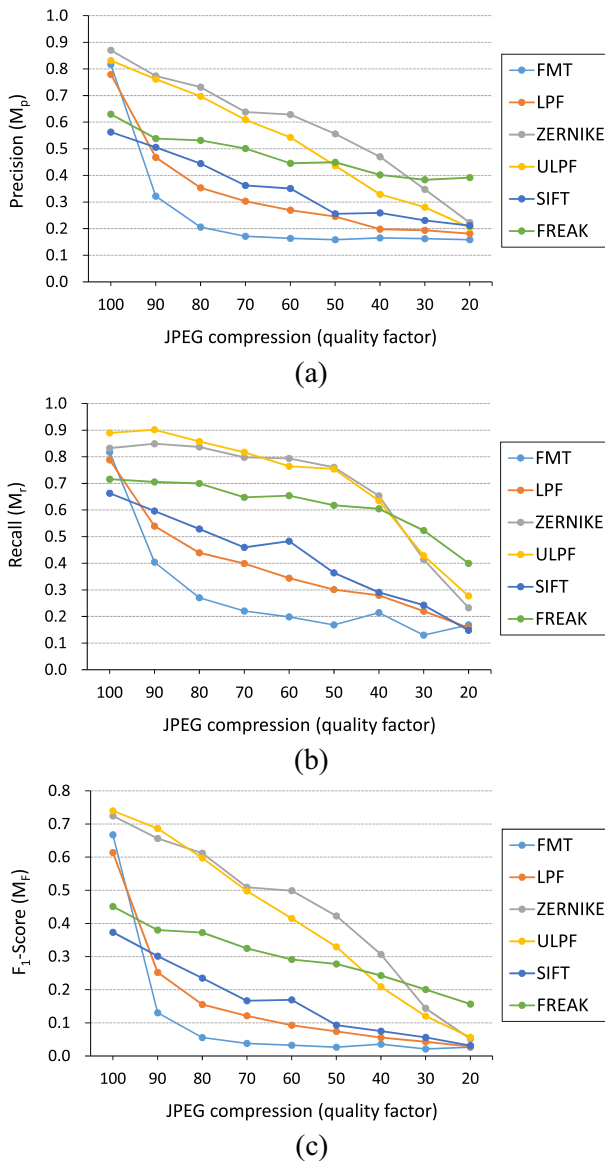 1.0
0.9
0.8
0.7
0.6
0.5
0.4
0.3
0.2
0.1
0.0
Precision (Mp)
100 90 80 70 60 50 40 30 20
JPEG compression (quality factor)
FMT
LPF
ZERNIKE
ULPF
SIFT
FREAK
(a)
1.0
0.9
0.8
0.7
0.6
0.5
0.4
0.3
0.2
0.1
0.0
Recall (Mr)
100 90 80 70 60 50 40 30 20
JPEG compression (quality factor)
FMT
LPF
ZERNIKE
ULPF
SIFT
FREAK
(b)
0.8
0.7
0.6
0.5
0.4
0.3
0.2
0.1
0.0
F1-Score (MF)
100 90 80 70 60 50 40 30 20
JPEG compression (quality factor)
FMT
LPF
ZERNIKE
ULPF
SIFT
FREAK
(c)